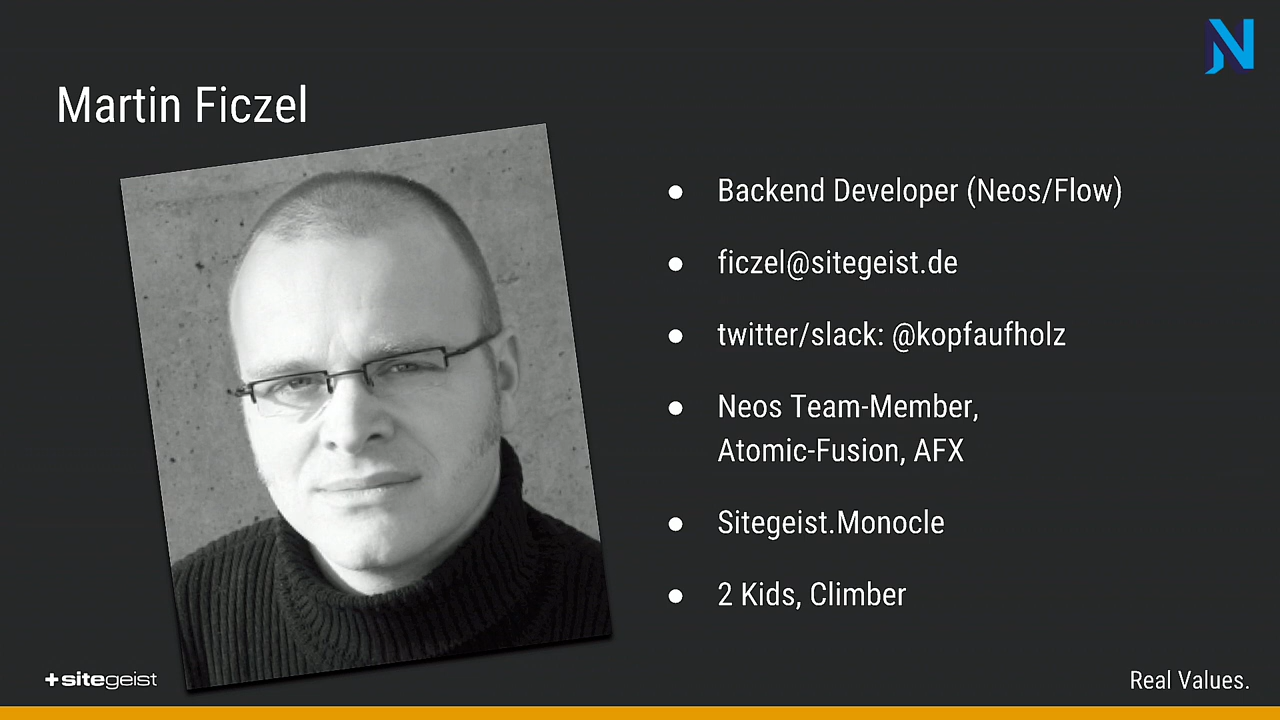 Martin Ficzel
● Backend Developer (Neos/Flow)
● ficzel@sitegeist.de
● twitter/slack: @kopfaufholz
● Neos Team-Member,
Atomic-Fusion, AFX
● Sitegeist.Monocle
● 2 Kids, Climber
+sitegeist
Real Values.